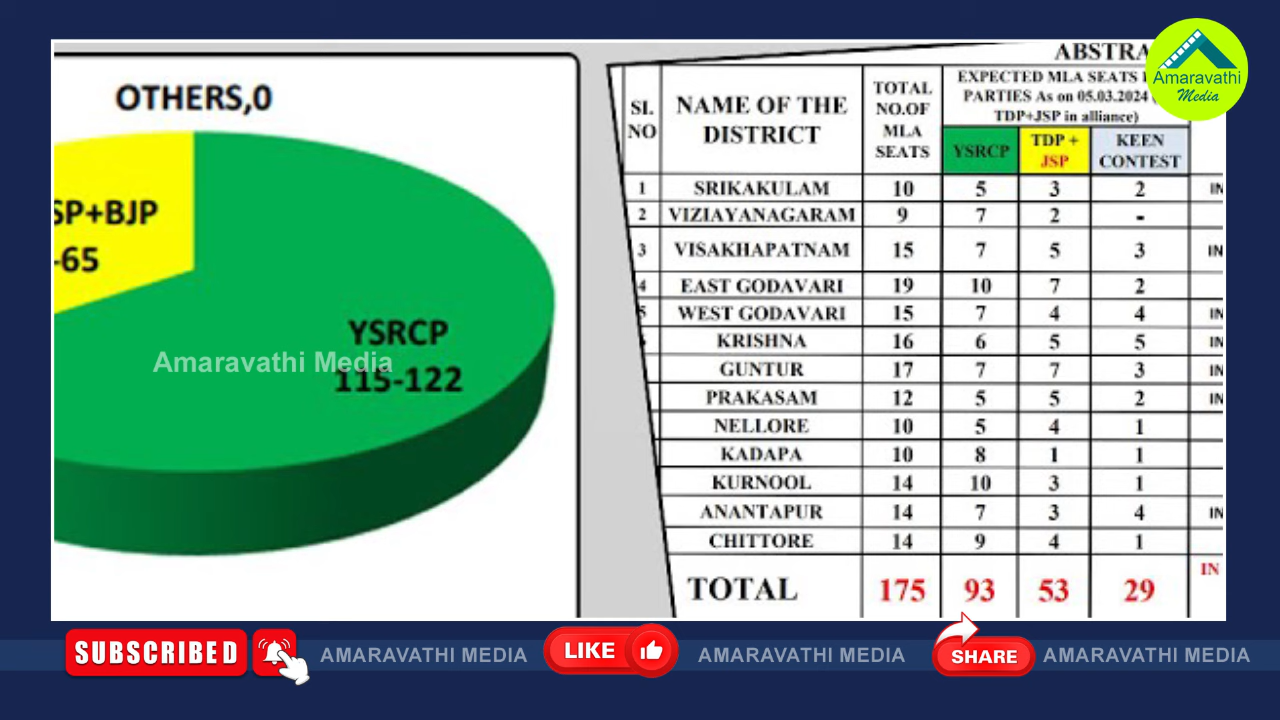 OTHERS,0
SP+BJP
-65
YSRCP
115-122
Amaravathi Media
ABSTRA
Amaravathi
Media
SL NO NAME OF THE DISTRICT TOTAL NO.OF MLA SEATS EXPECTED MLA SEATS
PARTIES As on 05.03.2024
TDP+JSP in alliance)
YSRCP TDP + JSP KEEN CONTEST
1 SRIKAKULAM 10 5 3 2 IN
2 VIZIAYANAGARAM 9 7 2 -
3 VISAKHAPATNAM 15 7 5 3 IN
4 EAST GODAVARI 19 10 7 2
5 WEST GODAVARI 15 7 4 4 IN
KRISHNA 16 6 5 5 IN
GUNTUR 17 7 7 3 IN
PRAKASAM 12 5 5 2 IN
NELLORE 10 5 4 1
KADAPA 10 8 1 1
KURNOOL 14 10 3 1
ANANTAPUR 14 7 3 4 IN
CHITTORE 14 9 4 1
TOTAL 175 93 53 29 IN
SUBSCRIBED AMARAVATHI MEDIA LIKE AMARAVATHI MEDIA SHARE AMARAVATHI MEDIA